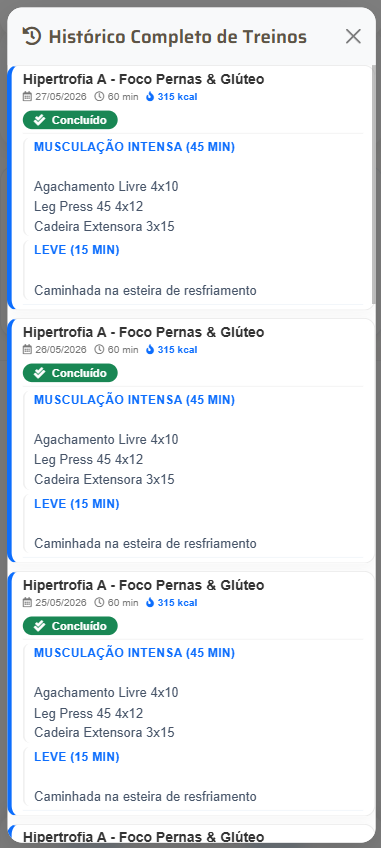 Histórico Completo de Treinos
Hipertrofia A - Foco Pernas & Glúteo
27/05/2026 60 min 315 kcal
Concluído
MUSCULAÇÃO INTENSA (45 MIN)
Agachamento Livre 4x10
Leg Press 45 4x12
Cadeira Extensora 3x15
LEVE (15 MIN)
Caminhada na esteira de resfriamento
Hipertrofia A - Foco Pernas & Glúteo
26/05/2026 60 min 315 kcal
Concluído
MUSCULAÇÃO INTENSA (45 MIN)
Agachamento Livre 4x10
Leg Press 45 4x12
Cadeira Extensora 3x15
LEVE (15 MIN)
Caminhada na esteira de resfriamento
Hipertrofia A - Foco Pernas & Glúteo
25/05/2026 60 min 315 kcal
Concluído
MUSCULAÇÃO INTENSA (45 MIN)
Agachamento Livre 4x10
Leg Press 45 4x12
Cadeira Extensora 3x15
LEVE (15 MIN)
Caminhada na esteira de resfriamento
Hipertrofia A - Foco Pernas & Glúteo